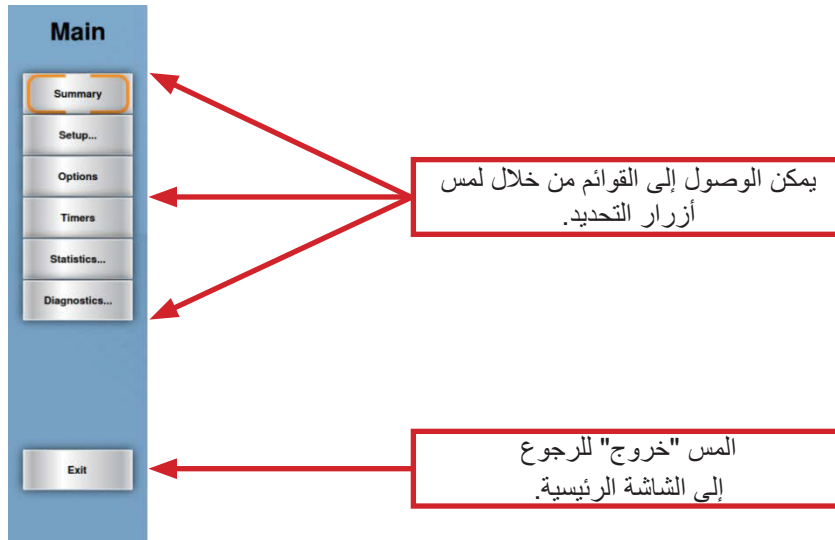 Main
Summary
Setup...
Options
Timers
Statistics...
Diagnostics...
Exit
يمكن الوصول إلى القوائم من خلال لمس
أزرار التحديد.
المس "خروج" للرجوع
إلى الشاشة الرئيسية.